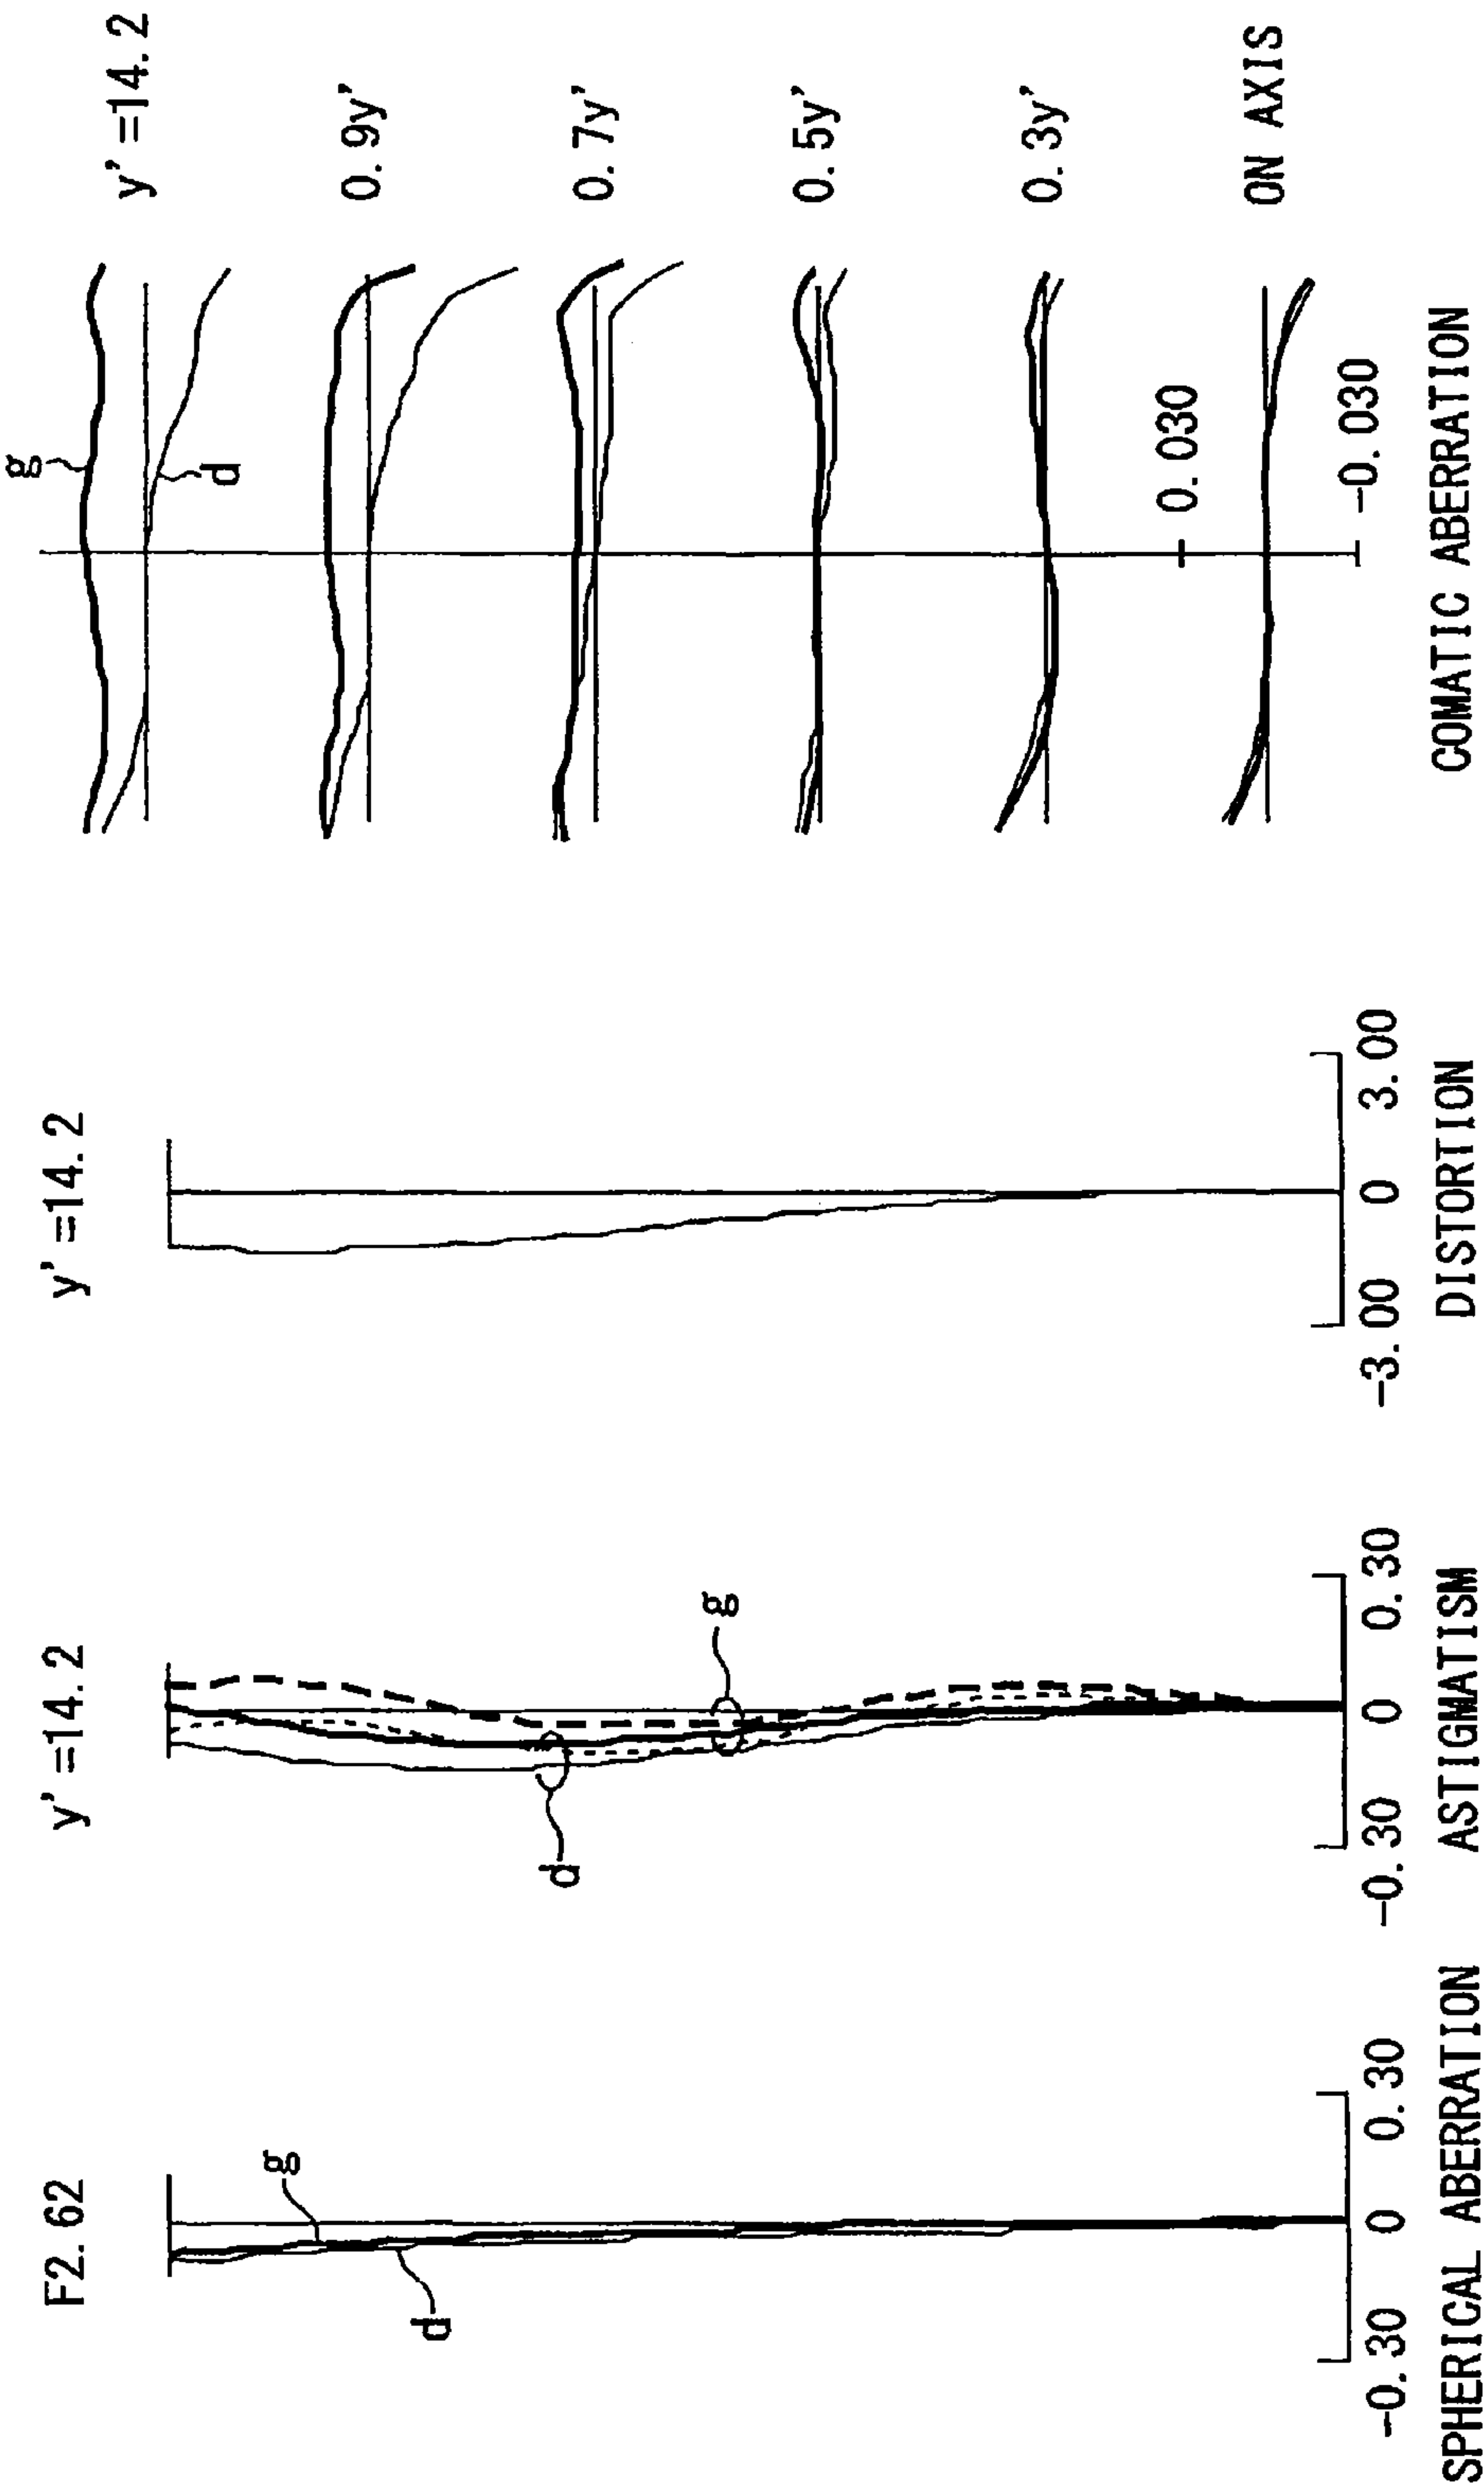 F2. 62
g
d
-0. 30 0 0. 30
SPHERICAL ABERRATION
y' =14. 2
g
d
-0. 30 0 0. 30
ASTIGMATISM
y' =14. 2
-3. 00 0 3. 00
DISTORTION
g
d
y' =14. 2
0. 9y'
0. 7y'
0. 5y'
0. 3y'
0. 030
ON AXIS
-0. 030
COMATIC ABERRATION